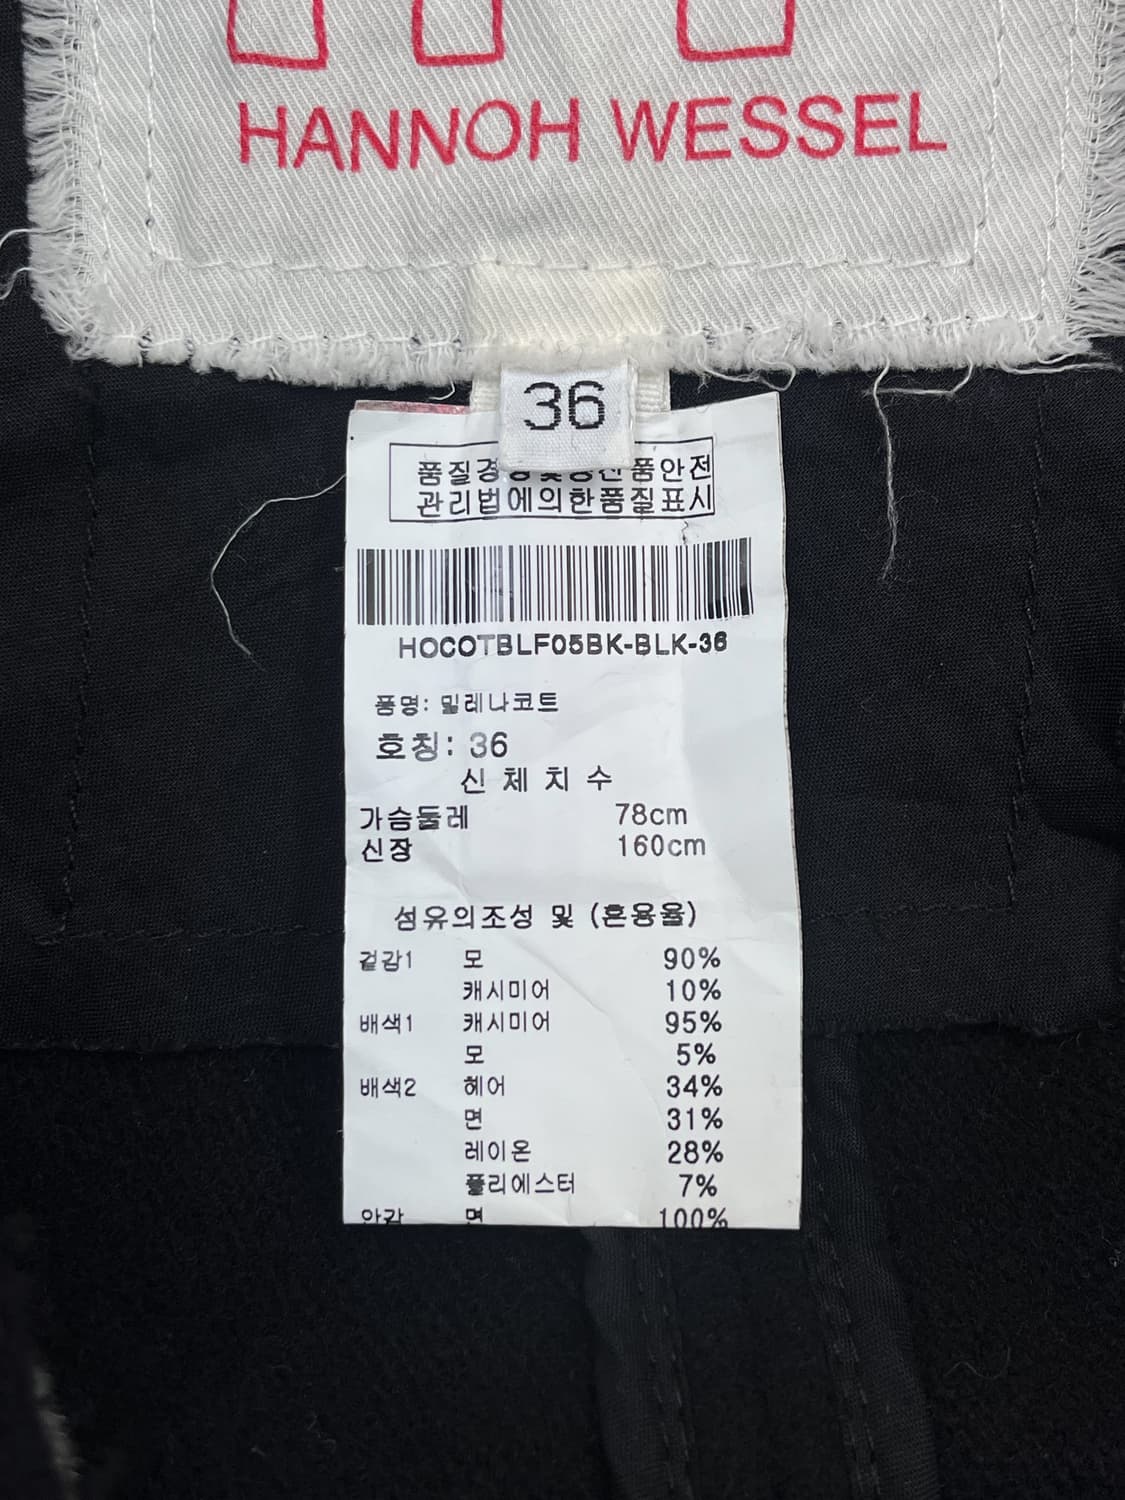 HANNOH WESSEL
36
품질경 품안전
관리법에의한품질표시
HOCOTBLF05BK-BLK-36
품명: 밀레나코트
호칭: 36
신 체 치 수
가슴둘레 78cm
신장 160cm
섬유의조성 및 (혼용율)
겉감1 모 90%
캐시미어 10%
배색1 캐시미어 95%
모 5%
배색2 헤어 34%
면 31%
레이온 28%
폴리에스터 7%
안감 면 100%